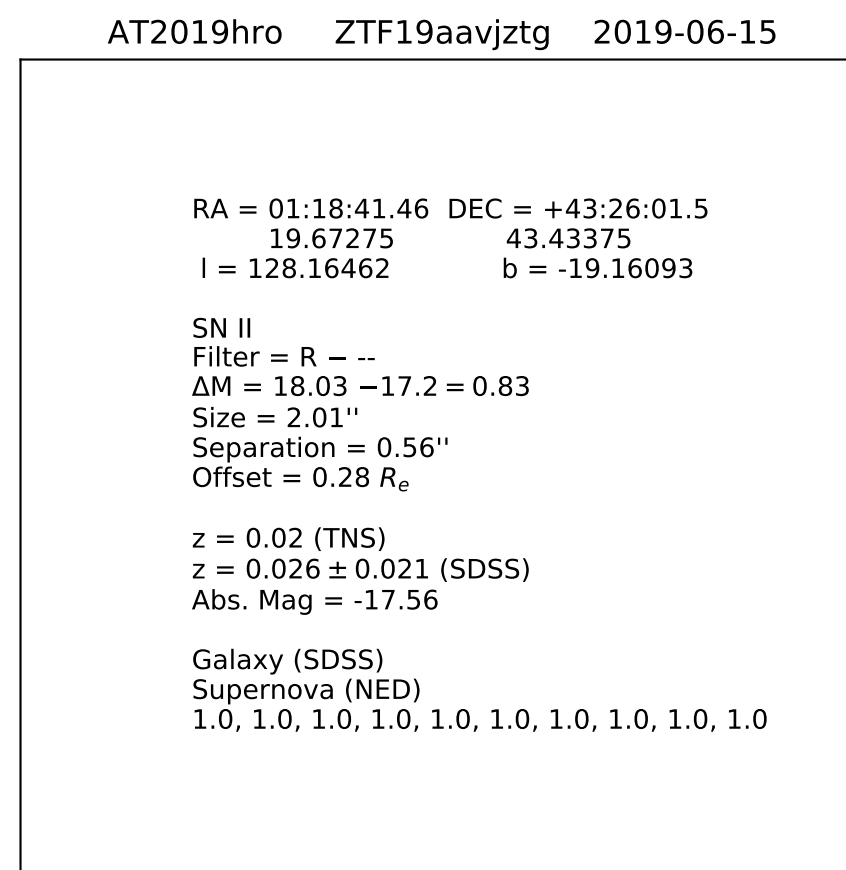 AT2019hro ZTF19aavjztg 2019-06-15
RA = 01:18:41.46 DEC = +43:26:01.5
19.67275 43.43375
l = 128.16462 b = -19.16093
SN II
Filter = R − --
ΔM = 18.03 −17.2 = 0.83
Size = 2.01''
Separation = 0.56''
Offset = 0.28 Rₑ
z = 0.02 (TNS)
z = 0.026 ± 0.021 (SDSS)
Abs. Mag = -17.56
Galaxy (SDSS)
Supernova (NED)
1.0, 1.0, 1.0, 1.0, 1.0, 1.0, 1.0, 1.0, 1.0, 1.0